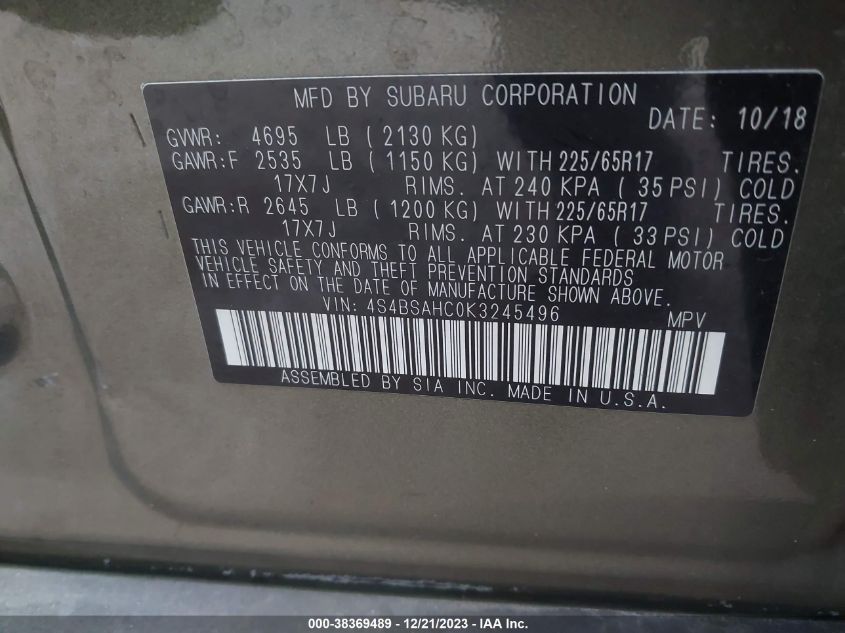 MFD BY SUBARU CORPORATION
DATE: 10/18
GVWR: 4695 LB ( 2130 KG)
GAWR:F 2535 LB ( 1150 KG) WITH 225/65R17 TIRES.
17X7J RIMS. AT 240 KPA ( 35 PSI) COLD
GAWR:R 2645 LB ( 1200 KG) WITH 225/65R17 TIRES.
17X7J RIMS. AT 230 KPA ( 33 PSI) COLD
THIS VEHICLE CONFORMS TO ALL APPLICABLE FEDERAL MOTOR
VEHICLE SAFETY AND THEFT PREVENTION STANDARDS
IN EFFECT ON THE DATE OF MANUFACTURE SHOWN ABOVE.
VIN: 4S4BSAHC0K3245496 MPV
ASSEMBLED BY SIA INC. MADE IN U.S.A.
000-38369489 - 12/21/2023 - © IAA, Inc.